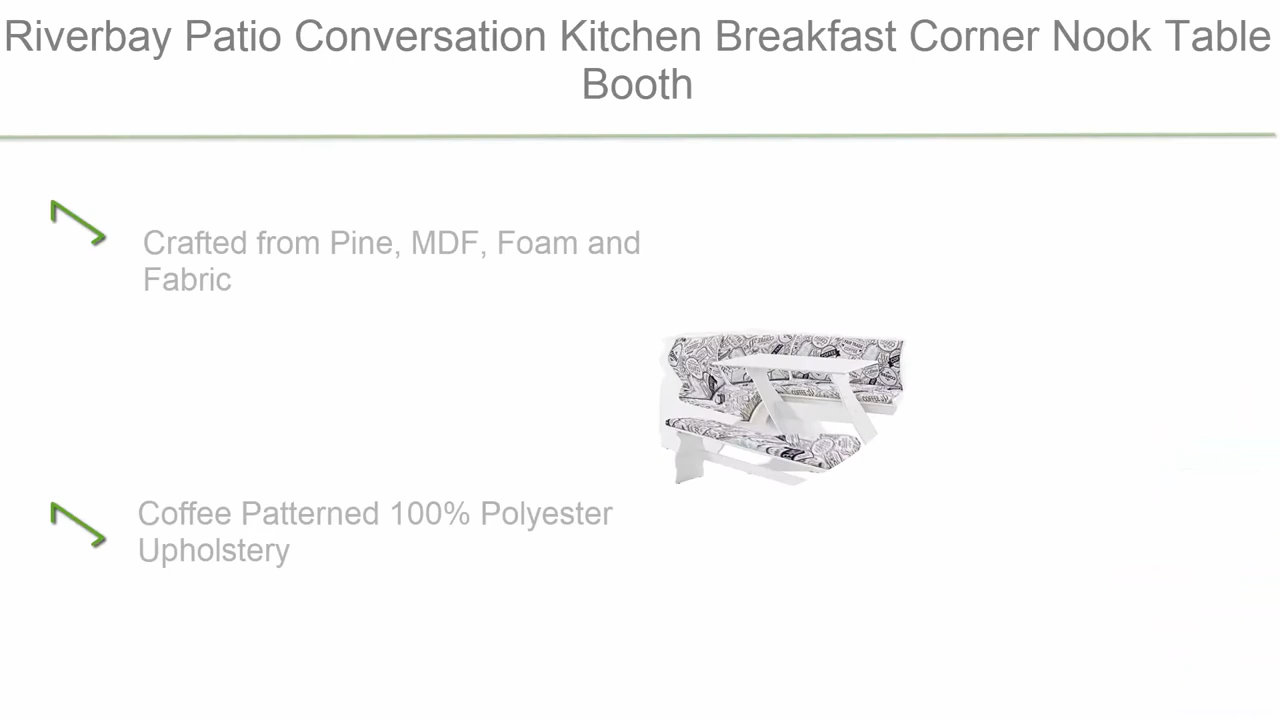 Riverbay Patio Conversation Kitchen Breakfast Corner Nook Table
Booth
Crafted from Pine, MDF, Foam and
Fabric
Coffee Patterned 100% Polyester
Upholstery